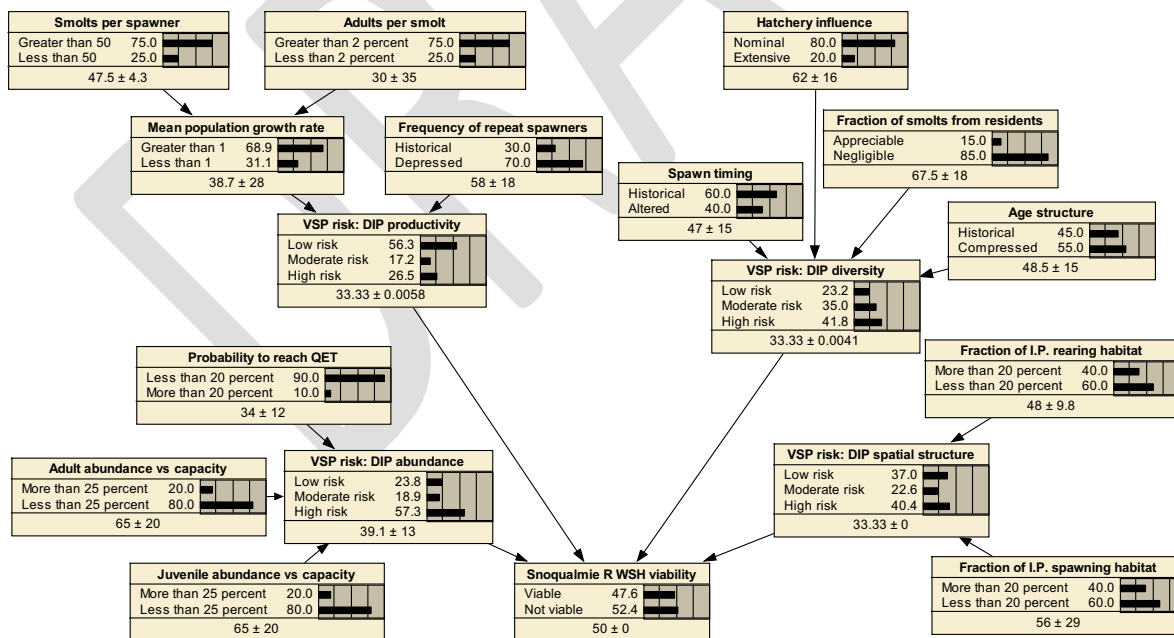 Smolts per spawner
Greater than 50 75.0
Less than 50 25.0
47.5 ± 4.3
Adults per smolt
Greater than 2 percent 75.0
Less than 2 percent 25.0
30 ± 35
Hatchery influence
Nominal 80.0
Extensive 20.0
62 ± 16
Mean population growth rate
Greater than 1 68.9
Less than 1 31.1
38.7 ± 28
Frequency of repeat spawners
Historical 30.0
Depressed 70.0
58 ± 18
Fraction of smolts from residents
Appreciable 15.0
Negligible 85.0
67.5 ± 18
Spawn timing
Historical 60.0
Altered 40.0
47 ± 15
Age structure
Historical 45.0
Compressed 55.0
48.5 ± 15
VSP risk: DIP productivity
Low risk 56.3
Moderate risk 17.2
High risk 26.5
33.33 ± 0.0058
VSP risk: DIP diversity
Low risk 23.2
Moderate risk 35.0
High risk 41.8
33.33 ± 0.0041
Probability to reach QET
Less than 20 percent 90.0
More than 20 percent 10.0
34 ± 12
Fraction of I.P. rearing habitat
More than 20 percent 40.0
Less than 20 percent 60.0
48 ± 9.8
Adult abundance vs capacity
More than 25 percent 20.0
Less than 25 percent 80.0
65 ± 20
VSP risk: DIP abundance
Low risk 23.8
Moderate risk 18.9
High risk 57.3
39.1 ± 13
VSP risk: DIP spatial structure
Low risk 37.0
Moderate risk 22.6
High risk 40.4
33.33 ± 0
Juvenile abundance vs capacity
More than 25 percent 20.0
Less than 25 percent 80.0
65 ± 20
Snoqualmie R WSH viability
Viable 47.6
Not viable 52.4
50 ± 0
Fraction of I.P. spawning habitat
More than 20 percent 40.0
Less than 20 percent 60.0
56 ± 29